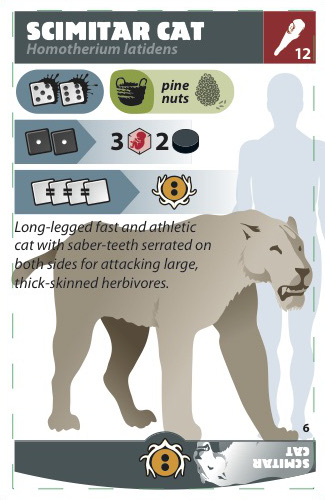 SCIMITAR CAT
Homotherium latidens
12
pine
nuts
3 2
Long-legged fast and athletic
cat with saber-teeth serrated on
both sides for attacking large,
thick-skinned herbivores.
6
SCIMITAR
CAT